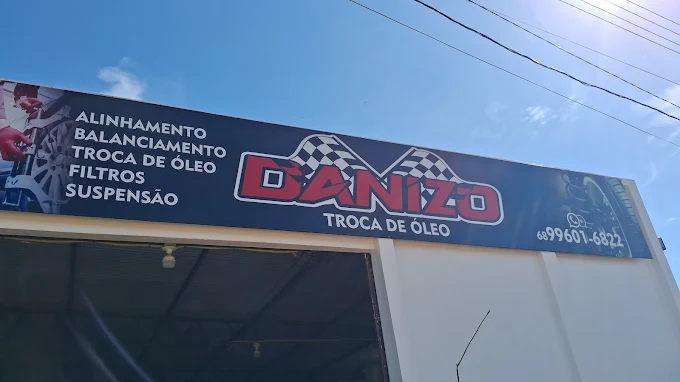 ALINHAMENTO
BALANCIAMENTO
TROCA DE ÓLEO
FILTROS
SUSPENSÃO
DANIZO
TROCA DE ÓLEO
68 99601-6822